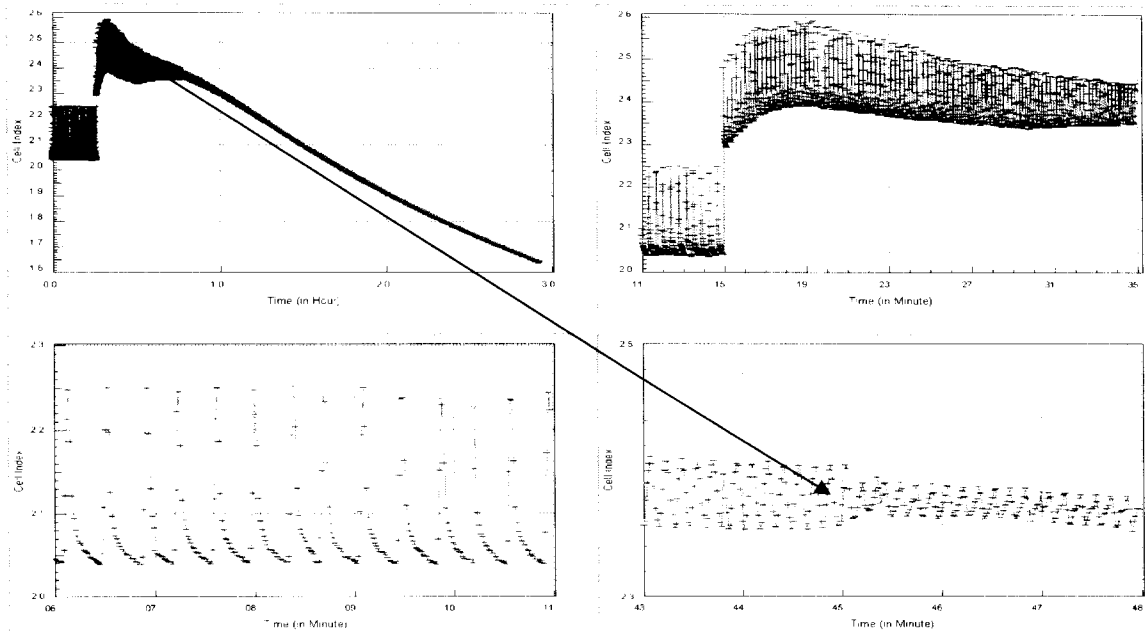 2.6
2.5
2.4
2.3
2.2
2.1
2.0
1.9
1.8
1.7
1.6
Cell Index
0.0 1.0 2.0 3.0
Time (in Hour)
2.6
2.5
2.4
2.3
2.2
2.1
2.0
Cell Index
11 15 19 23 27 31 35
Time (in Minute)
2.3
2.2
2.1
2.0
Cell Index
06 07 08 09 10 11
Time (in Minute)
2.5
2.3
Cell Index
43 44 45 46 47 48
Time (in Minute)